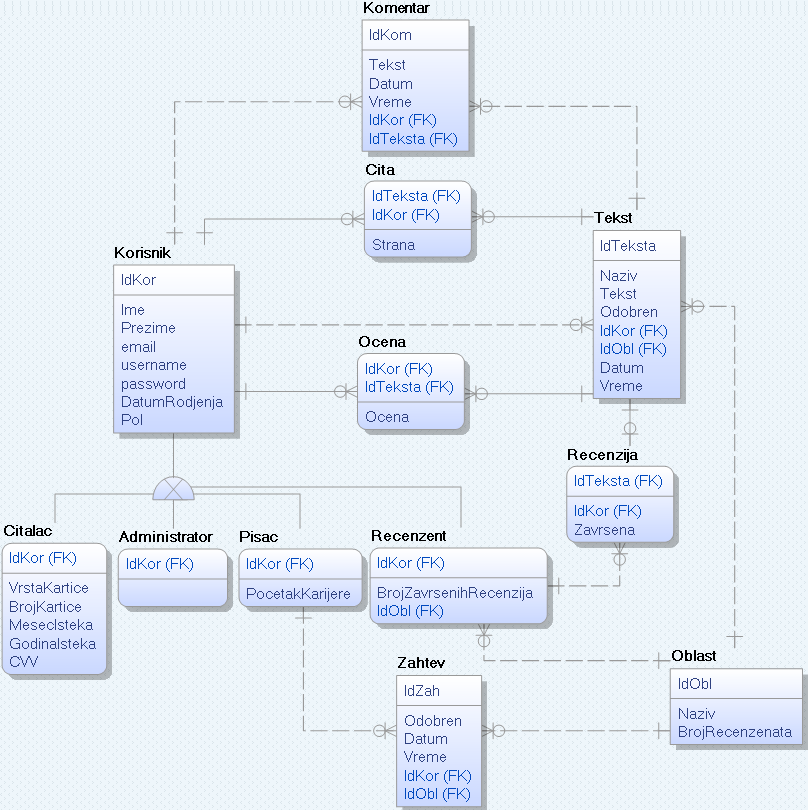 Komentar
IdKom
Tekst
Datum
Vreme
IdKor (FK)
IdTeksta (FK)
Cita
IdTeksta (FK)
IdKor (FK)
Strana
Tekst
IdTeksta
Naziv
Tekst
Odobren
IdKor (FK)
IdObl (FK)
Datum
Vreme
Korisnik
IdKor
Ime
Prezime
email
username
password
DatumRodjenja
Pol
Ocena
IdKor (FK)
IdTeksta (FK)
Ocena
Recenzija
IdTeksta (FK)
IdKor (FK)
Zavrsena
Citalac
IdKor (FK)
VrstaKartice
BrojKartice
MesecIsteka
GodinaIsteka
CVV
Administrator
IdKor (FK)
Pisac
IdKor (FK)
PocetakKarijere
Recenzent
IdKor (FK)
BrojZavrsenihRecenzija
IdObl (FK)
Zahtev
IdZah
Odobren
Datum
Vreme
IdKor (FK)
IdObl (FK)
Oblast
IdObl
Naziv
BrojRecenzenata